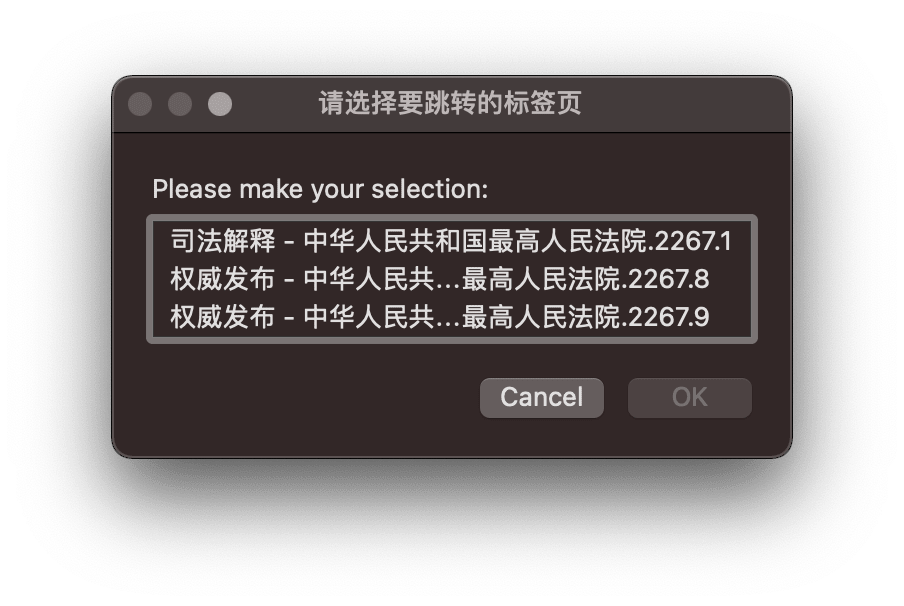 请选择要跳转的标签页
Please make your selection:
司法解释 - 中华人民共和国最高人民法院.2267.1
权威发布 - 中华人民共...最高人民法院.2267.8
权威发布 - 中华人民共...最高人民法院.2267.9
Cancel OK